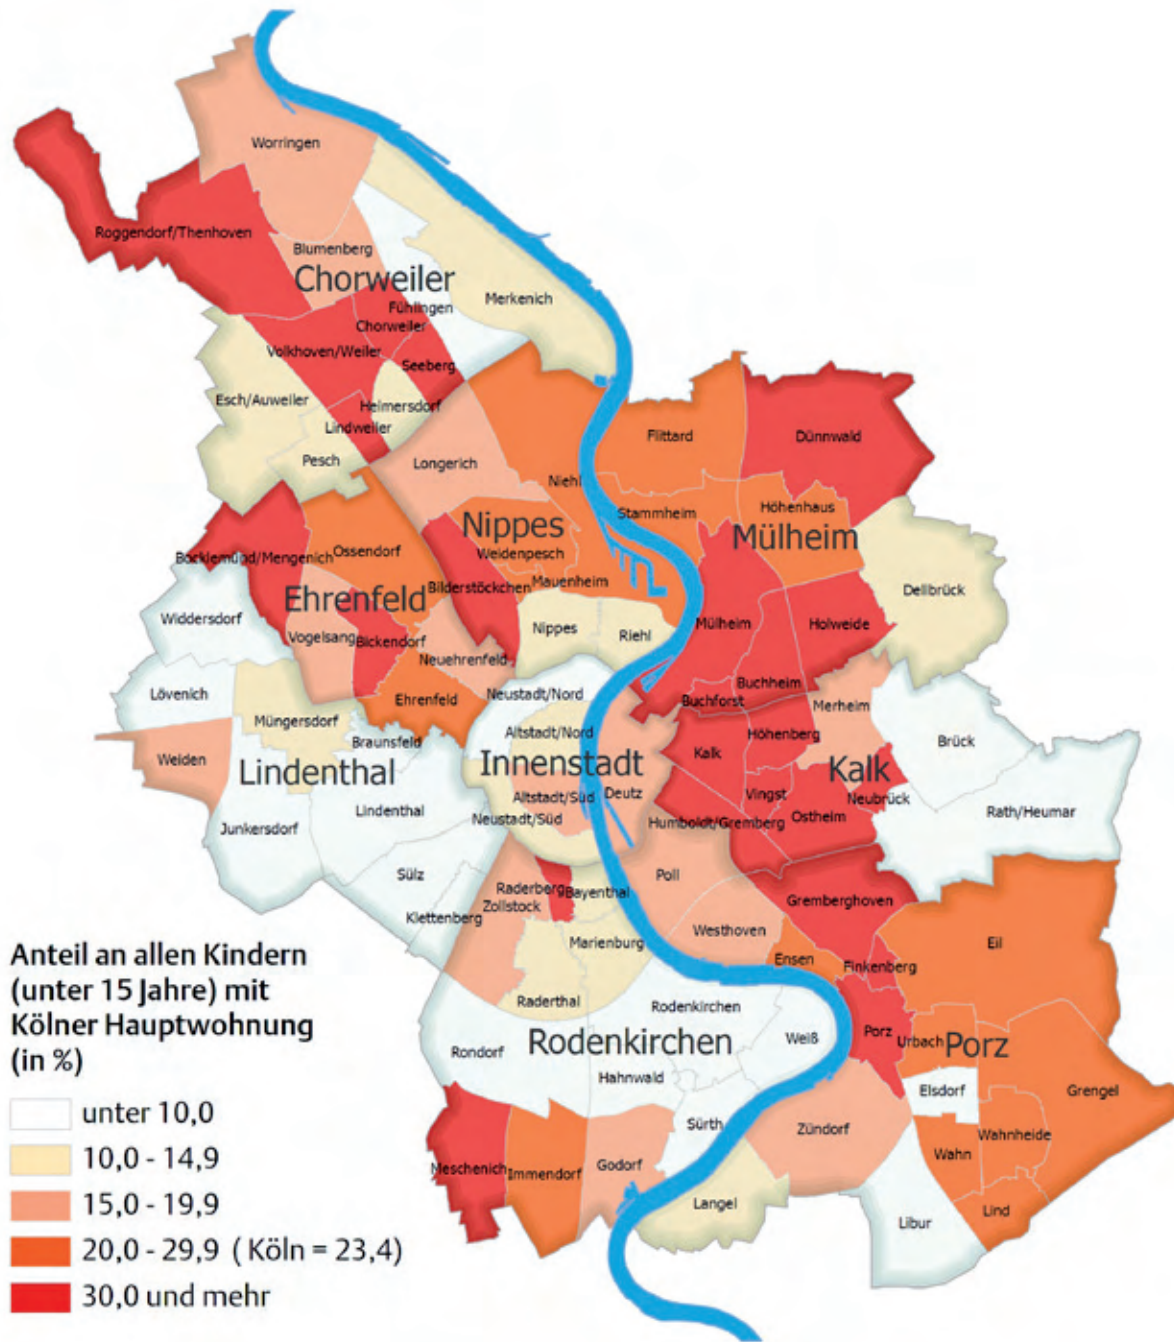 Worringen
Roggendorf/Thenhoven
Blumenberg
Chorweiler
Fühlingen
Merkenich
Chorweiler
Volkhoven/Weiler
Seeberg
Esch/Auweiler
Heimersdorf
Lindweiler
Pesch
Longerich
Flittard
Dünnwald
Niehl
Stammheim
Höhenhaus
Nippes
Mülheim
Ossendorf
Weidenpesch
Bocklemünd/Mengenich
Mauenheim
Bilderstöckchen
Dellbrück
Ehrenfeld
Widdersdorf
Vogelsang
Bickendorf
Nippes
Riehl
Mülheim
Holweide
Neuehrenfeld
Buchheim
Lövenich
Ehrenfeld
Neustadt/Nord
Buchforst
Merheim
Müngersdorf
Braunsfeld
Altstadt/Nord
Höhenberg
Brück
Weiden
Kalk
Lindenthal
Innenstadt
Kalk
Altstadt/Süd
Deutz
Vingst
Neubrück
Lindenthal
Neustadt/Süd
Humboldt/Gremberg
Ostheim
Rath/Heumar
Junkersdorf
Sülz
Poll
Raderberg
Bayenthal
Zollstock
Gremberghoven
Klettenberg
Westhoven
Marienburg
Eil
Ensen
Finkenberg
Raderthal
Rodenkirchen
Porz
Weiß
Urbach
Porz
Rodenkirchen
Rondorf
Hahnwald
Elsdorf
Grengel
Sürth
Zündorf
Wahnheide
Wahn
Meschenich
Immendorf
Godorf
Langel
Libur
Lind
Anteil an allen Kindern
(unter 15 Jahre) mit
Kölner Hauptwohnung
(in %)
unter 10,0
10,0 - 14,9
15,0 - 19,9
20,0 - 29,9 ( Köln = 23,4)
30,0 und mehr